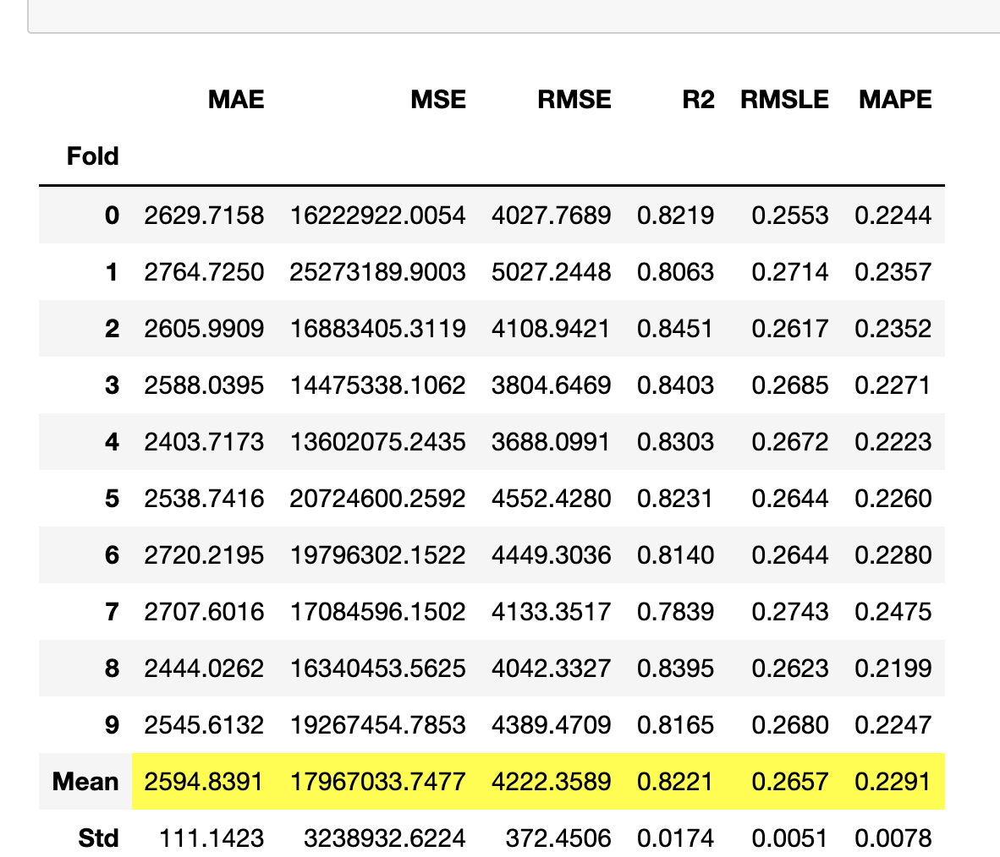 MAE MSE RMSE R2 RMSLE MAPE
Fold
0 2629.7158 16222922.0054 4027.7689 0.8219 0.2553 0.2244
1 2764.7250 25273189.9003 5027.2448 0.8063 0.2714 0.2357
2 2605.9909 16883405.3119 4108.9421 0.8451 0.2617 0.2352
3 2588.0395 14475338.1062 3804.6469 0.8403 0.2685 0.2271
4 2403.7173 13602075.2435 3688.0991 0.8303 0.2672 0.2223
5 2538.7416 20724600.2592 4552.4280 0.8231 0.2644 0.2260
6 2720.2195 19796302.1522 4449.3036 0.8140 0.2644 0.2280
7 2707.6016 17084596.1502 4133.3517 0.7839 0.2743 0.2475
8 2444.0262 16340453.5625 4042.3327 0.8395 0.2623 0.2199
9 2545.6132 19267454.7853 4389.4709 0.8165 0.2680 0.2247
Mean 2594.8391 17967033.7477 4222.3589 0.8221 0.2657 0.2291
Std 111.1423 3238932.6224 372.4506 0.0174 0.0051 0.0078